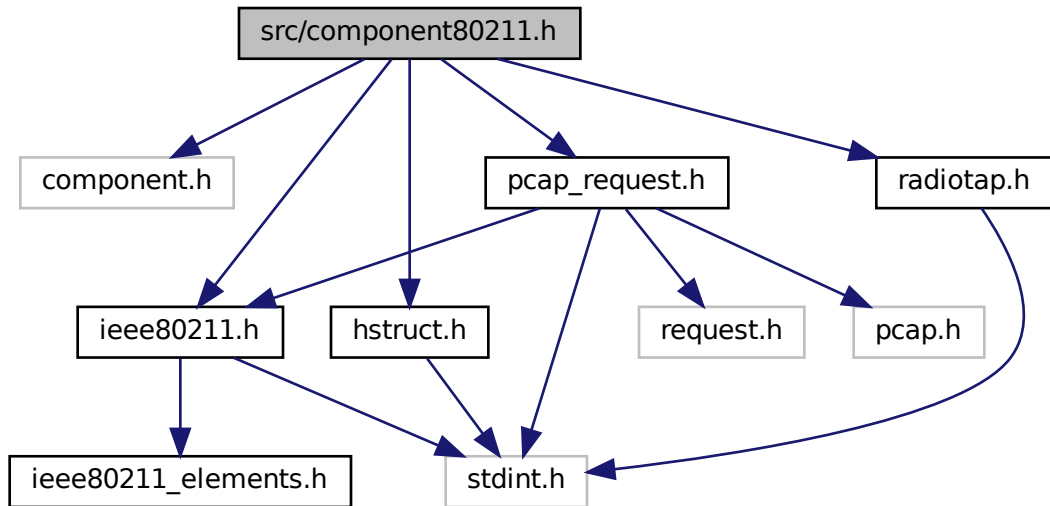 src/component80211.h
component.h
pcap_request.h
radiotap.h
ieee80211.h
hstruct.h
request.h
pcap.h
ieee80211_elements.h
stdint.h